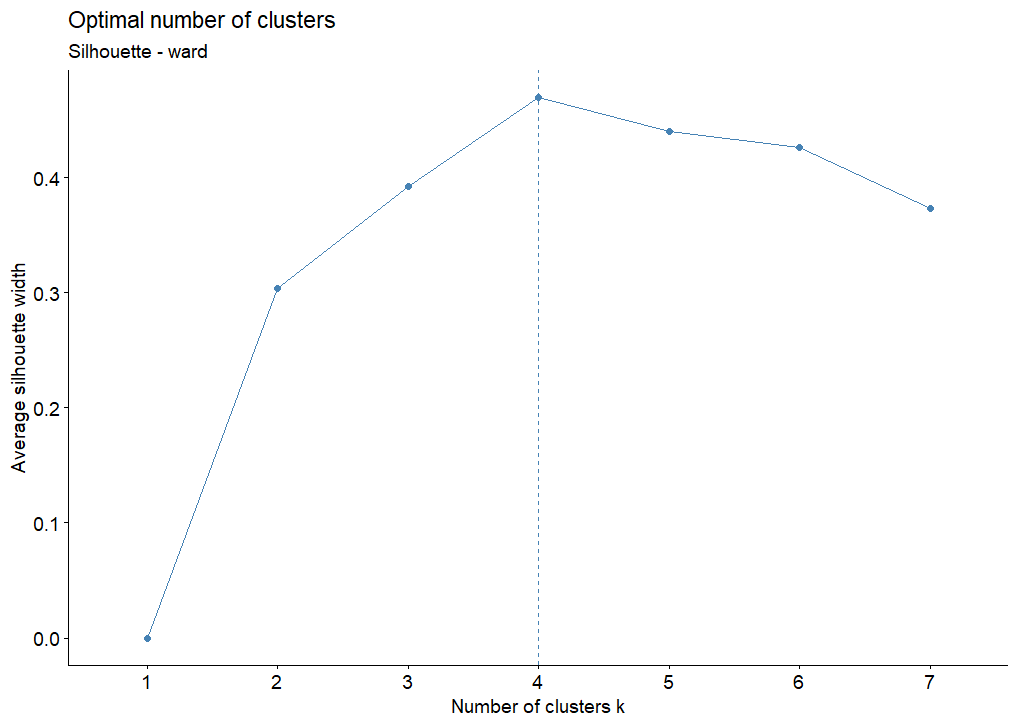 Optimal number of clusters
Silhouette - ward
Average silhouette width
0.4
0.3
0.2
0.1
0.0
1 2 3 4 5 6 7
Number of clusters k